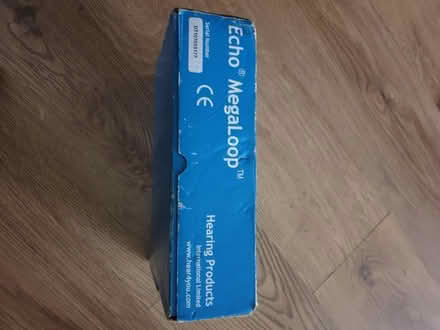 Echo® MegaLoop™
Serial Number
CE
Hearing Products
International Limited
www.hear4you.com